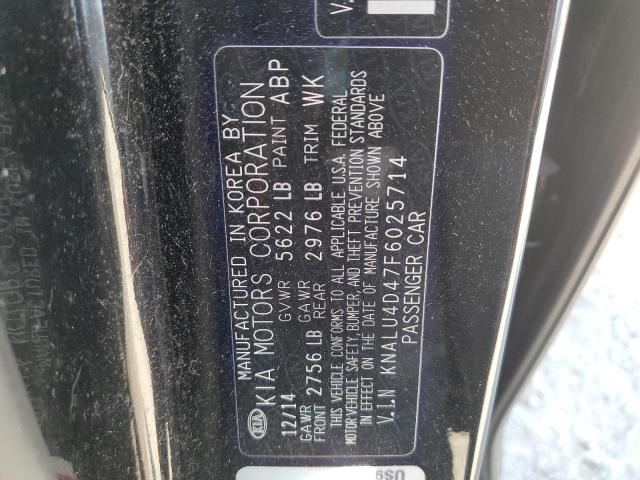 MANUFACTURED IN KOREA BY
KIA KIA MOTORS CORPORATION
12/14 GVWR 5622 LB PAINT ABP
GAWR FRONT 2756 LB GAWR REAR 2976 LB TRIM WK
THIS VEHICLE CONFORMS TO ALL APPLICABLE U.S.A. FEDERAL
MOTOR VEHICLE SAFETY, BUMPER, AND THEFT PREVENTION STANDARDS
IN EFFECT ON THE DATE OF MANUFACTURE SHOWN ABOVE
V.I.N KNALU4D47F6025714
PASSENGER CAR